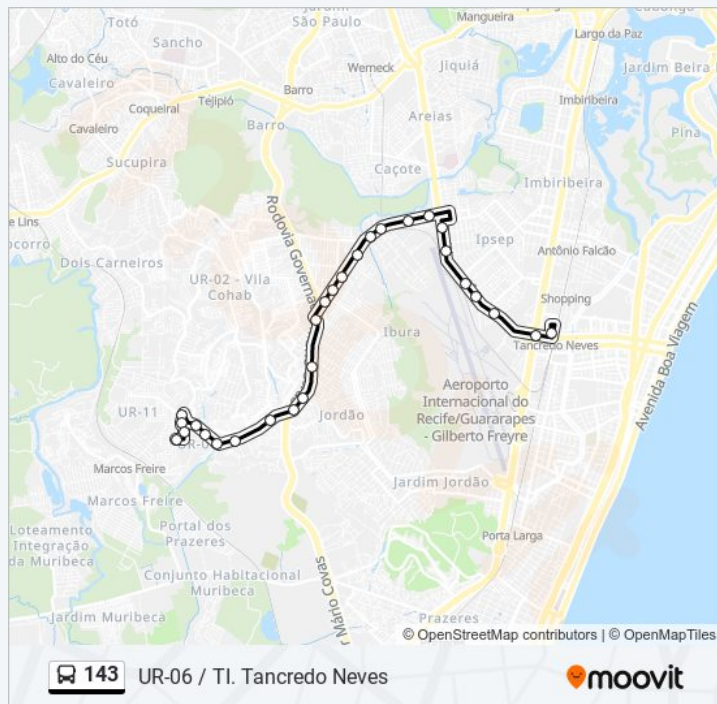 Totó
São Paulo
Mangueira
Largo da Paz
Sancho
Alto do Céu
Werneck
Jiquiá
Jardim Beira
Cavaleiro
Tejipió
Barro
Imbiribeira
Coqueiral
Areias
Cavaleiro
Barro
Pina
Sucupira
Caçote
Imbiribeira
e Lins
Rodovia Governa
ocorro
Ipsep
Dois Carneiros
Antônio Falcão
UR-02 - Vila
Cohab
Shopping
Ibura
Tancredo Neves
Avenida Boa Viagem
Aeroporto
Internacional do
Recife/Guararapes
- Gilberto Freyre
UR-11
Jordão
UR-0
Marcos Freire
Jardim Jordão
Marcos Freire
Portal dos
Prazeres
Porta Larga
Loteamento
Integração
da Muribeca
Conjunto Habitacional
Muribeca
r Mário Covas
Jardim Muribeca
Prazeres
© OpenStreetMap contributors | © OpenMapTiles
143 UR-06 / TI. Tancredo Neves
moovit